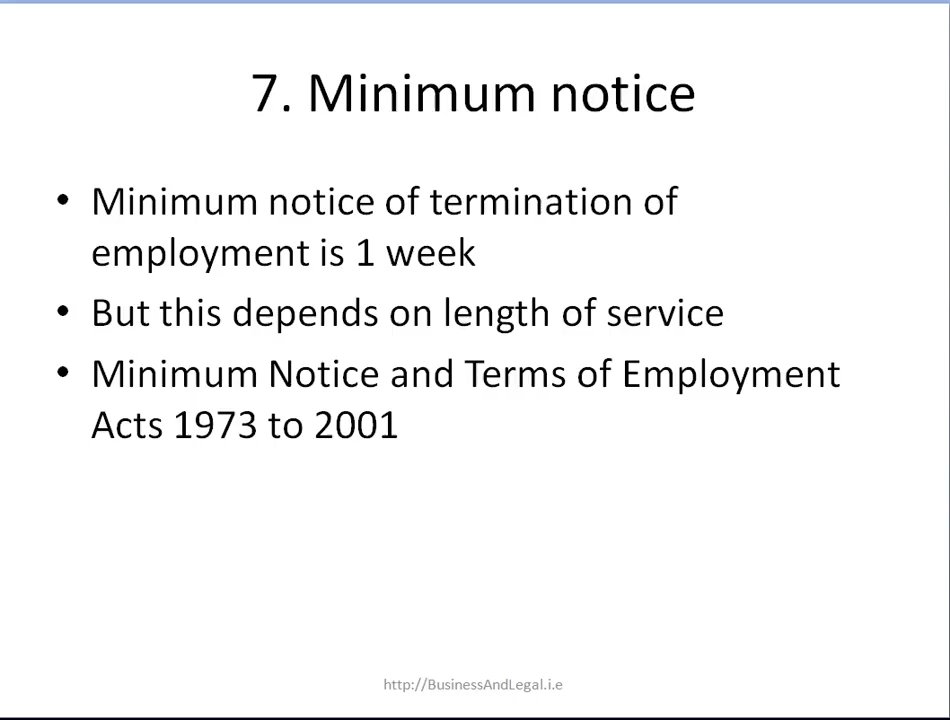 7. Minimum notice
• Minimum notice of termination of
employment is 1 week
• But this depends on length of service
• Minimum Notice and Terms of Employment
Acts 1973 to 2001
http://BusinessAndLegal.i.e